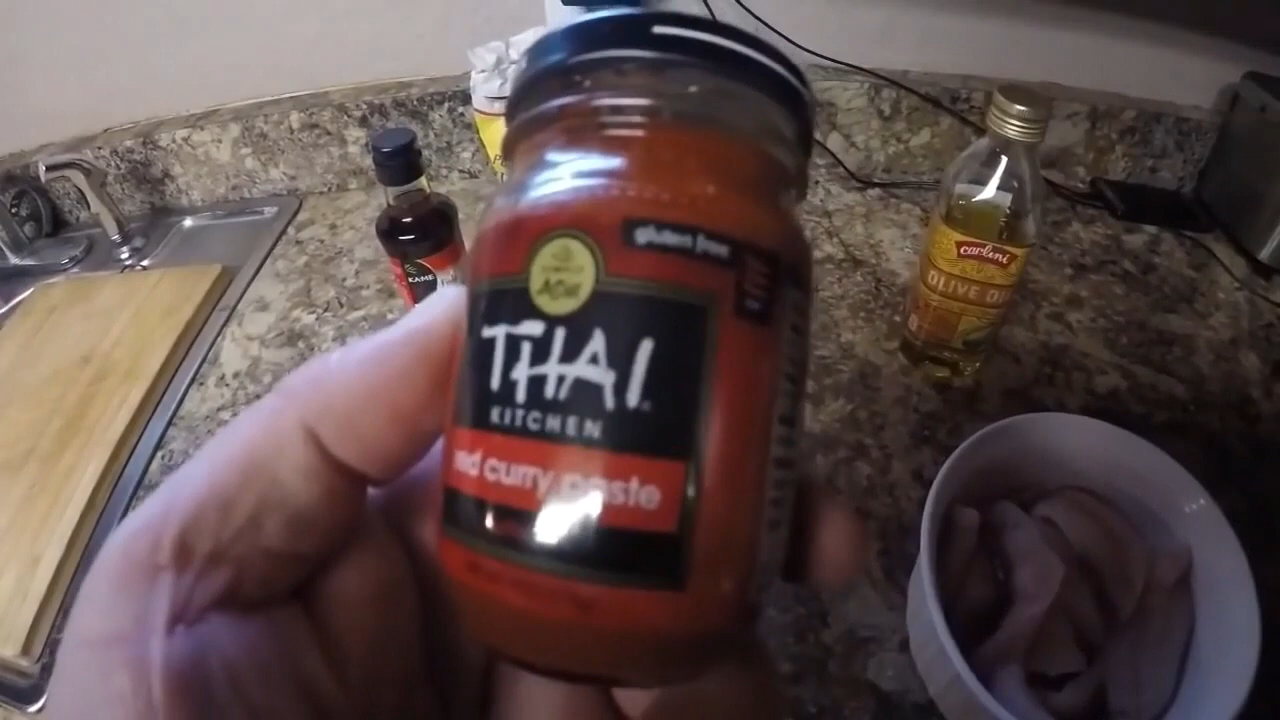 gluten free
THAI
KITCHEN
red curry paste
KAME
carlini
OLIVE OIL